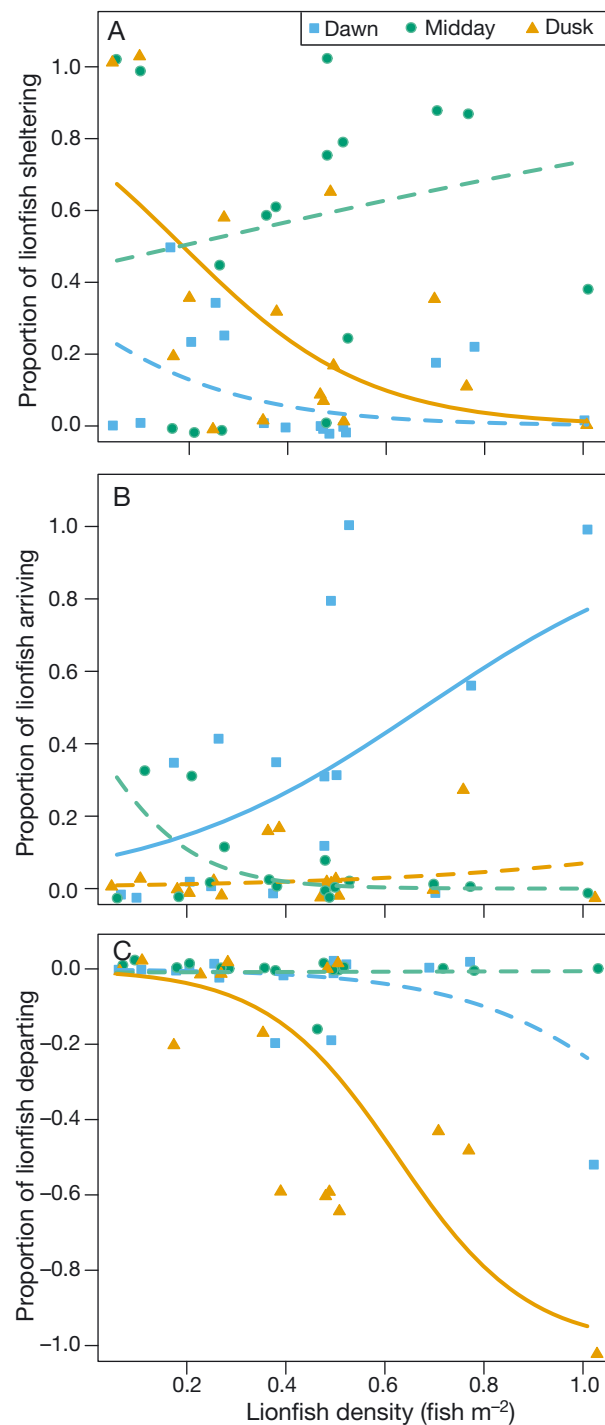 A
Dawn Midday Dusk
1.0
0.8
0.6
0.4
0.2
0.0
Proportion of lionfish sheltering
B
1.0
0.8
0.6
0.4
0.2
0.0
Proportion of lionfish arriving
C
0.0
−0.2
−0.4
−0.6
−0.8
−1.0
Proportion of lionfish departing
0.2 0.4 0.6 0.8 1.0
Lionfish density (fish m⁻²)